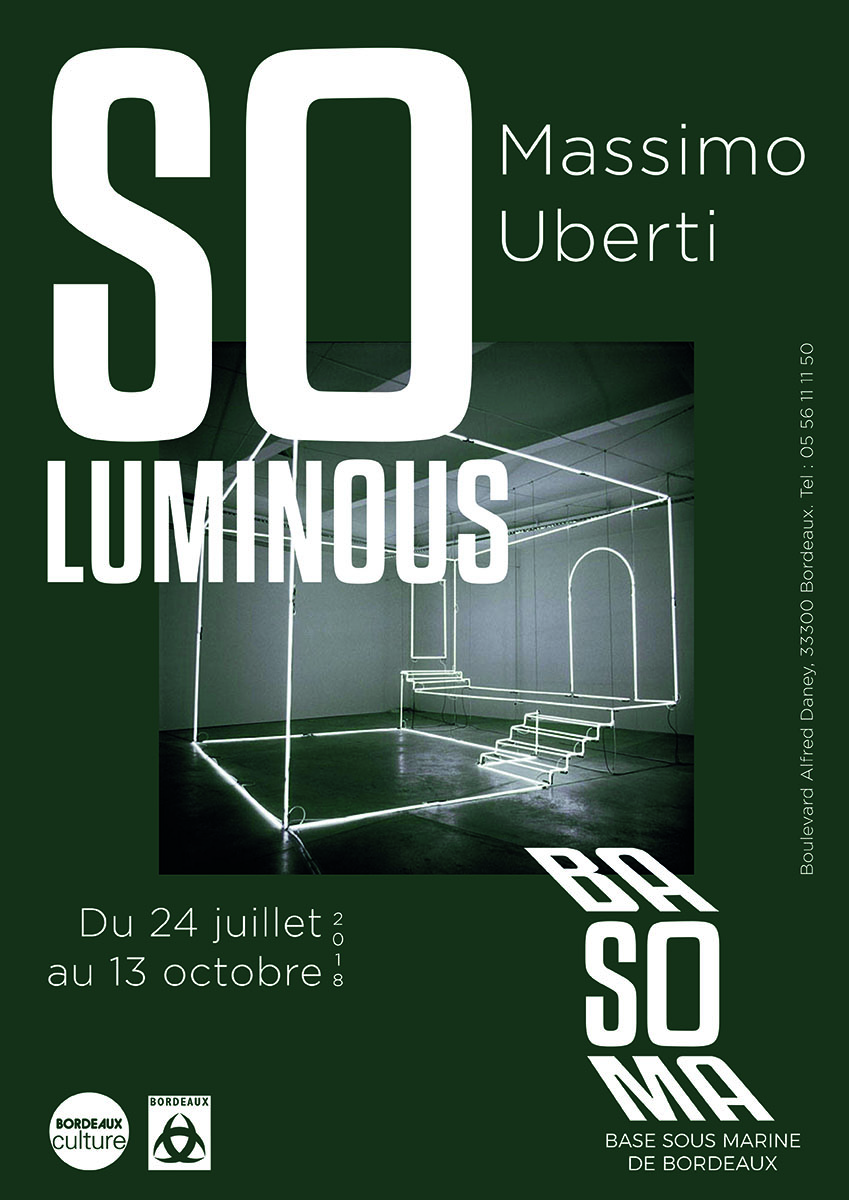 SO
Massimo
Uberti
LUMINOUS
Boulevard Alfred Daney, 33300 Bordeaux. Tel : 05 56 11 11 50
Du 24 juillet
au 13 octobre
2018
BA
SO
MA
BASE SOUS MARINE
DE BORDEAUX
BORDEAUX
culture
BORDEAUX